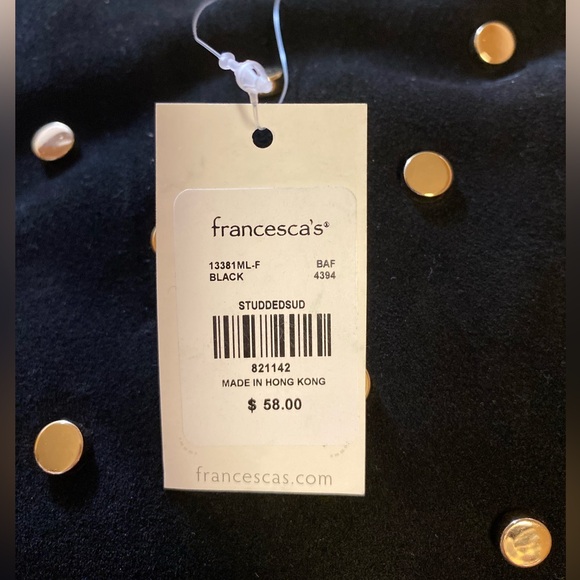 francesca's®
13381ML-F BAF
BLACK 4394
STUDDEDSUD
821142
MADE IN HONG KONG
$ 58.00
francescas.com